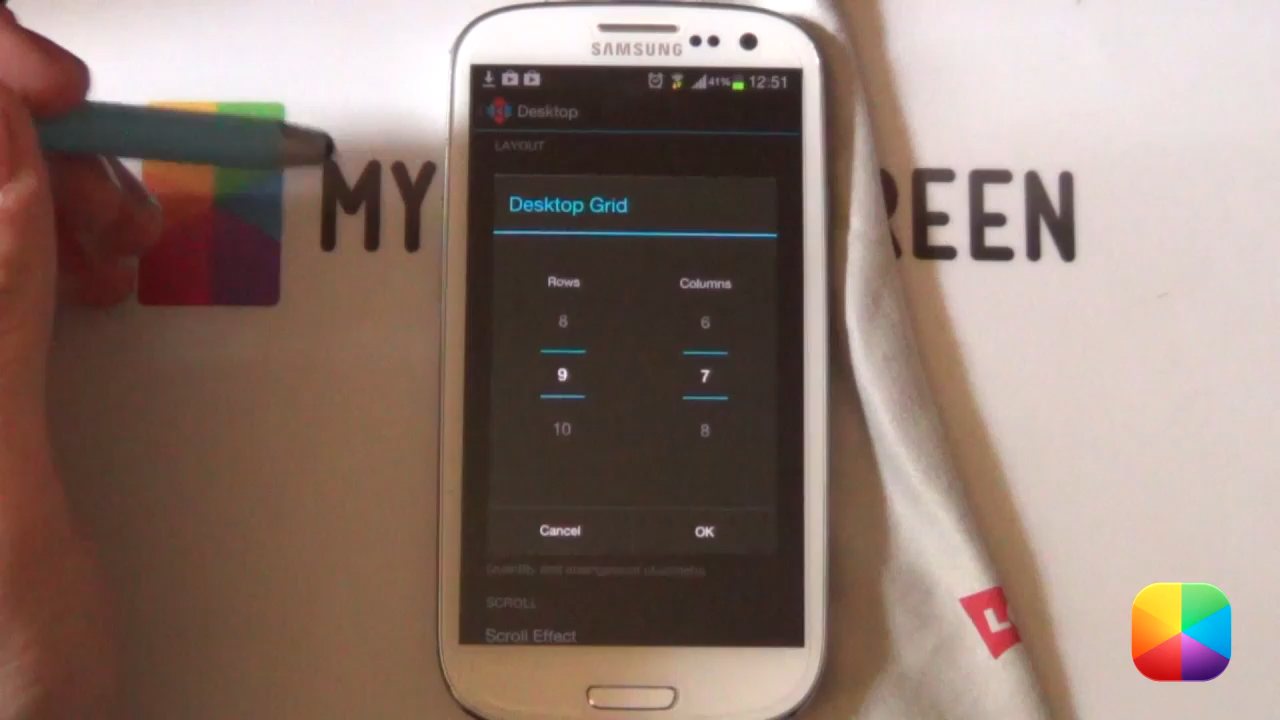 SAMSUNG
41% 12:51
Desktop
LAYOUT
MY
REEN
Desktop Grid
Rows Columns
8 6
9 7
10 8
Cancel OK
SCROLL
Scroll Effect